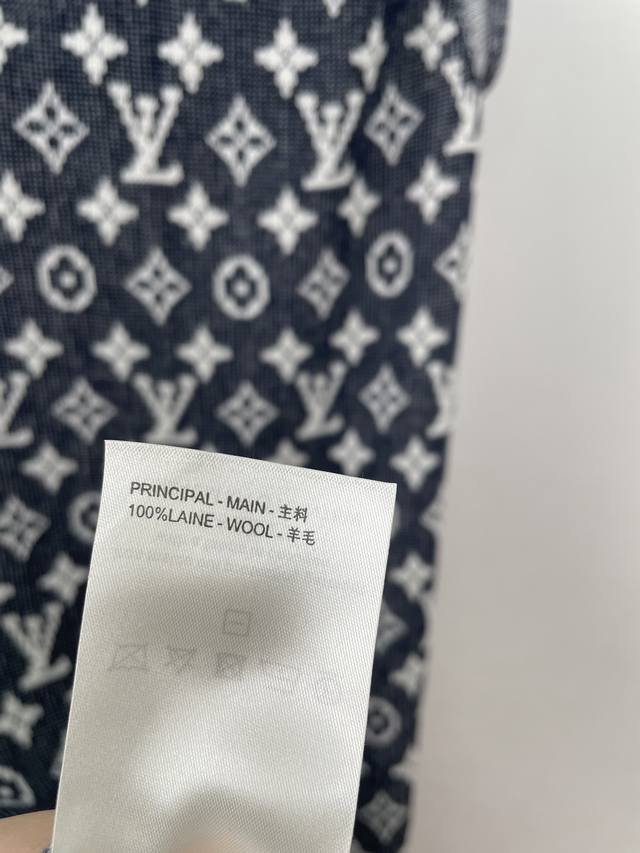 PRINCIPAL - MAIN - 主料
100%LAINE - WOOL - 羊毛